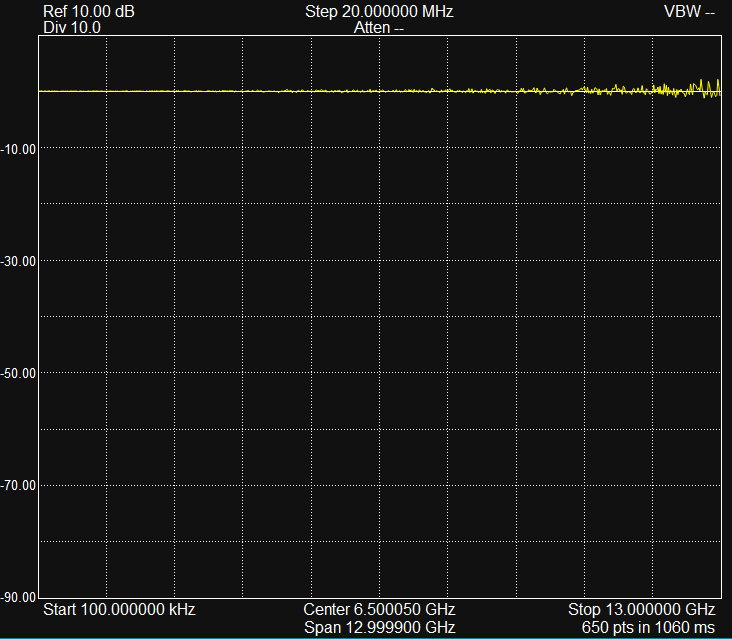 Ref 10.00 dB Step 20.000000 MHz VBW --
Div 10.0 Atten --
-10.00
-30.00
-50.00
-70.00
-90.00
Start 100.000000 kHz Center 6.500050 GHz Stop 13.000000 GHz
Span 12.999900 GHz 650 pts in 1060 ms